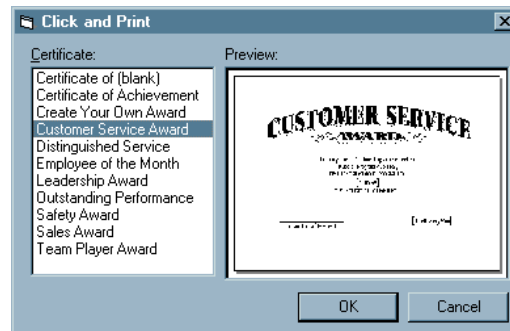 Click and Print
Certificate:
Preview:
Certificate of (blank)
Certificate of Achievement
Create Your Own Award
Customer Service Award
Distinguished Service
Employee of the Month
Leadership Award
Outstanding Performance
Safety Award
Sales Award
Team Player Award
CUSTOMER SERVICE
AWARD
OK
Cancel